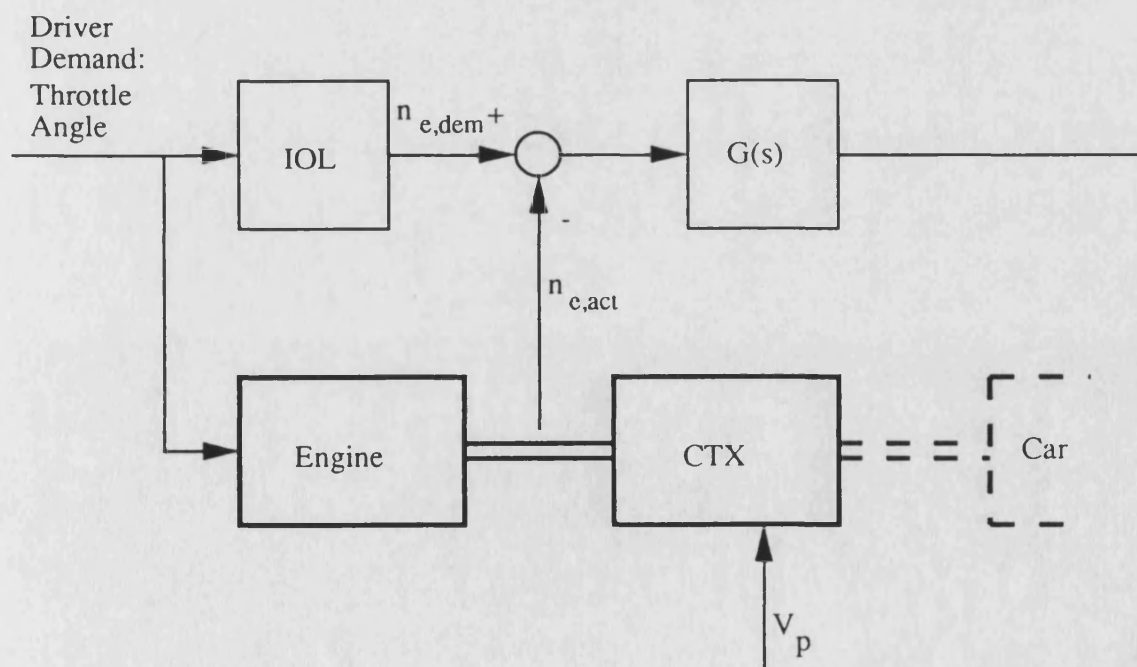 Driver
Demand:
Throttle
Angle
IOL
n e,dem +
G(s)
-
n e,act
Engine
CTX
Car
V p